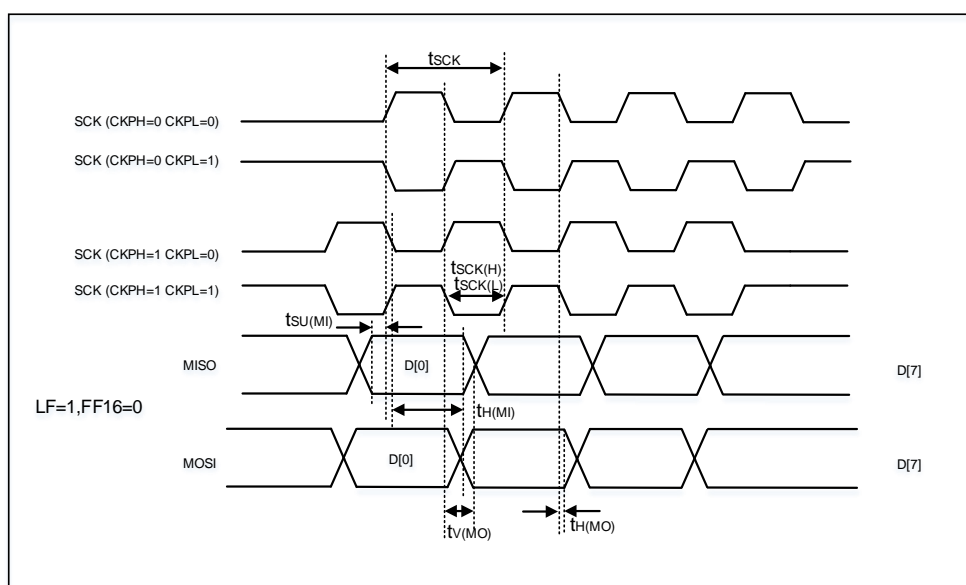 tSCK
SCK (CKPH=0 CKPL=0)
SCK (CKPH=0 CKPL=1)
SCK (CKPH=1 CKPL=0)
tSCK(H)
tSCK(L)
SCK (CKPH=1 CKPL=1)
tSU(MI)
MISO
D[0]
D[7]
LF=1,FF16=0
tH(MI)
MOSI
D[0]
D[7]
tV(MO)
tH(MO)